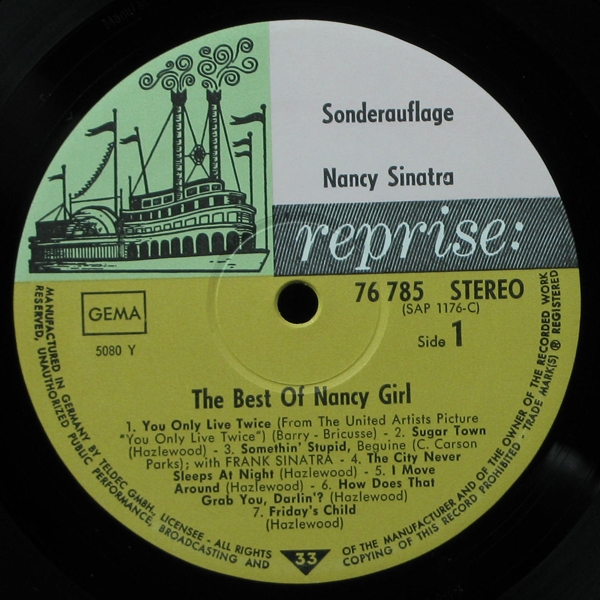 Sonderauflage
Nancy Sinatra
reprise:
GEMA
5080 Y
76 785 STEREO
(SAP 1176-C)
Side 1
The Best Of Nancy Girl
1. You Only Live Twice (From The United Artists Picture
"You Only Live Twice") (Barry - Bricusse) - 2. Sugar Town
(Hazlewood) - 3. Somethin' Stupid, Beguine (C. Carson
Parks); with FRANK SINATRA - 4. The City Never
Sleeps At Night (Hazlewood) - 5. I Move
Around (Hazlewood) - 6. How Does That
Grab You, Darlin'? (Hazlewood)
7. Friday's Child
(Hazlewood)
MANUFACTURED IN GERMANY BY TELDEC GMBH., LICENSEE - ALL RIGHTS OF THE MANUFACTURER AND OF THE OWNER OF THE RECORDED WORK
RESERVED, UNAUTHORIZED PUBLIC PERFORMANCE, BROADCASTING AND COPYING OF THIS RECORD PROHIBITED - TRADE MARK(S) ® REGISTERED
33